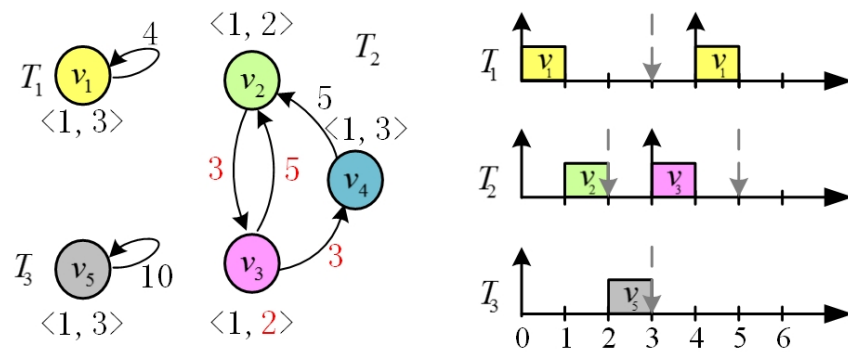 4
T1 v1
<1, 3>
<1, 2>
v2
T2
5
<1, 3>
3 5
v4
3
v3
<1, 2>
T3 v5
10
<1, 3>
T1 v1 v1
T2 v2 v3
T3 v5
0 1 2 3 4 5 6